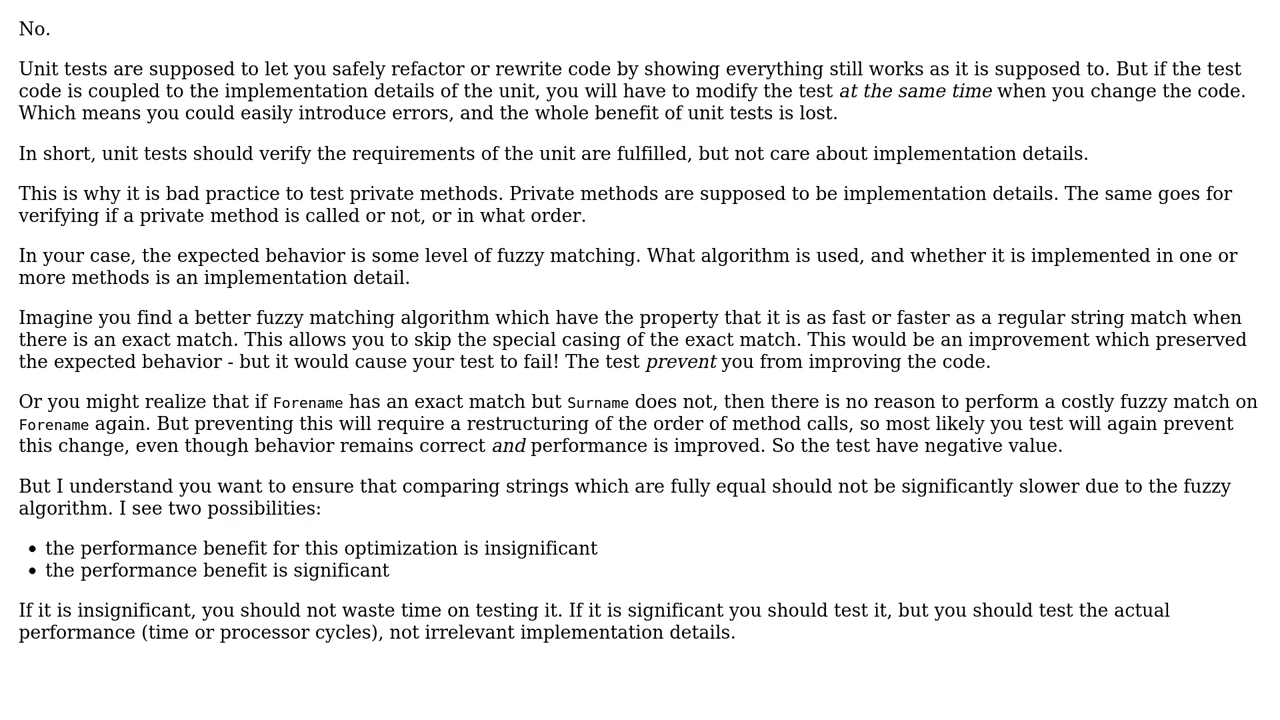 No.
Unit tests are supposed to let you safely refactor or rewrite code by showing everything still works as it is supposed to. But if the test
code is coupled to the implementation details of the unit, you will have to modify the test at the same time when you change the code.
Which means you could easily introduce errors, and the whole benefit of unit tests is lost.
In short, unit tests should verify the requirements of the unit are fulfilled, but not care about implementation details.
This is why it is bad practice to test private methods. Private methods are supposed to be implementation details. The same goes for
verifying if a private method is called or not, or in what order.
In your case, the expected behavior is some level of fuzzy matching. What algorithm is used, and whether it is implemented in one or
more methods is an implementation detail.
Imagine you find a better fuzzy matching algorithm which have the property that it is as fast or faster as a regular string match when
there is an exact match. This allows you to skip the special casing of the exact match. This would be an improvement which preserved
the expected behavior - but it would cause your test to fail! The test prevent you from improving the code.
Or you might realize that if Forename has an exact match but Surname does not, then there is no reason to perform a costly fuzzy match on
Forename again. But preventing this will require a restructuring of the order of method calls, so most likely you test will again prevent
this change, even though behavior remains correct and performance is improved. So the test have negative value.
But I understand you want to ensure that comparing strings which are fully equal should not be significantly slower due to the fuzzy
algorithm. I see two possibilities:
• the performance benefit for this optimization is insignificant
• the performance benefit is significant
If it is insignificant, you should not waste time on testing it. If it is significant you should test it, but you should test the actual
performance (time or processor cycles), not irrelevant implementation details.